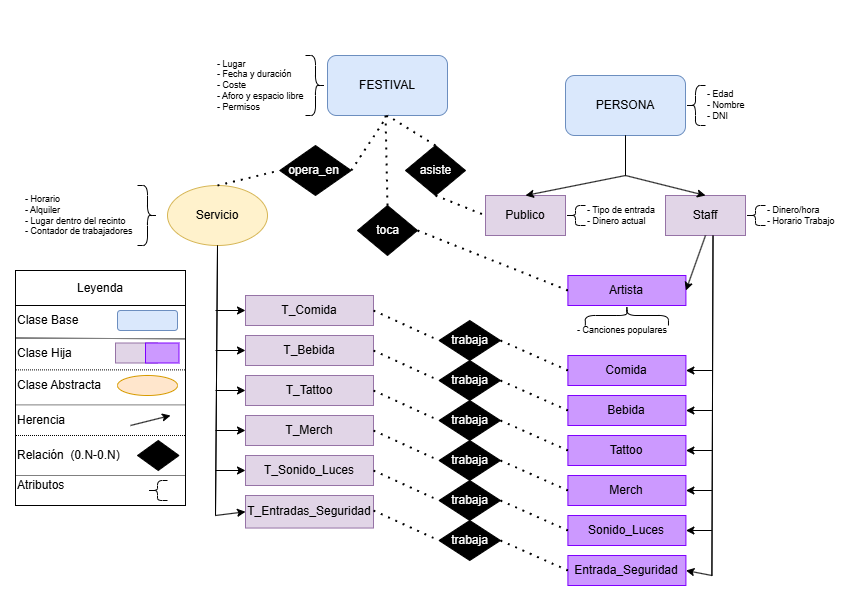 - Lugar
- Fecha y duración
- Coste
- Aforo y espacio libre
- Permisos
FESTIVAL
PERSONA
- Edad
- Nombre
- DNI
opera_en
asiste
toca
- Horario
- Alquiler
- Lugar dentro del recinto
- Contador de trabajadores
Servicio
Publico
- Tipo de entrada
- Dinero actual
Staff
- Dinero/hora
- Horario Trabajo
Artista
- Canciones populares
Leyenda
Clase Base
Clase Hija
Clase Abstracta
Herencia
Relación (0.N-0.N)
Atributos
T_Comida
T_Bebida
T_Tattoo
T_Merch
T_Sonido_Luces
T_Entradas_Seguridad
trabaja
trabaja
trabaja
trabaja
trabaja
trabaja
Comida
Bebida
Tattoo
Merch
Sonido_Luces
Entrada_Seguridad